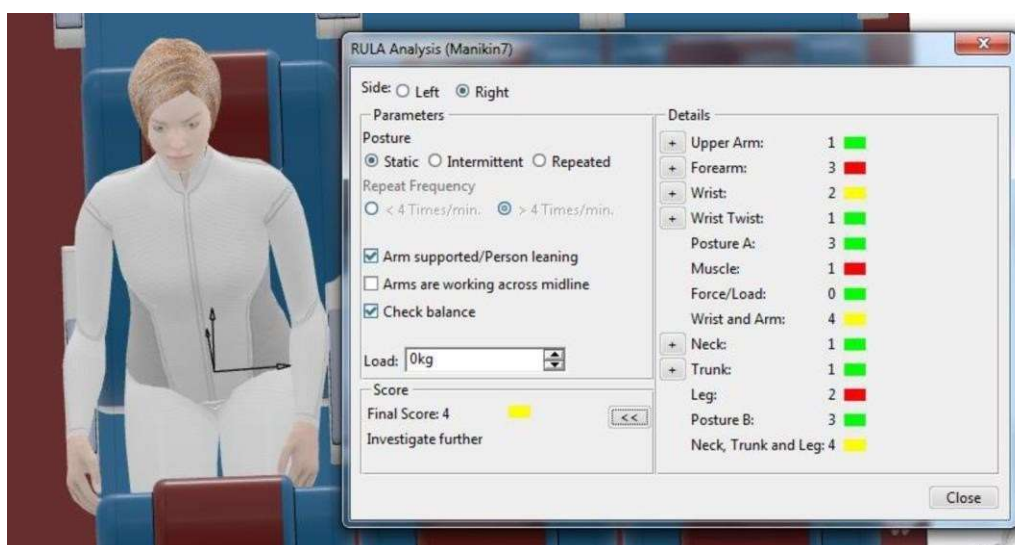 RULA Analysis (Manikin7)
Side: Left Right
Parameters
Posture
Static Intermittent Repeated
Repeat Frequency
< 4 Times/min. > 4 Times/min.
Arm supported/Person leaning
Arms are working across midline
Check balance
Load: 0kg
Score
Final Score: 4
<<
Investigate further
Details
+ Upper Arm: 1
+ Forearm: 3
+ Wrist: 2
+ Wrist Twist: 1
Posture A: 3
Muscle: 1
Force/Load: 0
Wrist and Arm: 4
+ Neck: 1
+ Trunk: 1
Leg: 2
Posture B: 3
Neck, Trunk and Leg: 4
Close